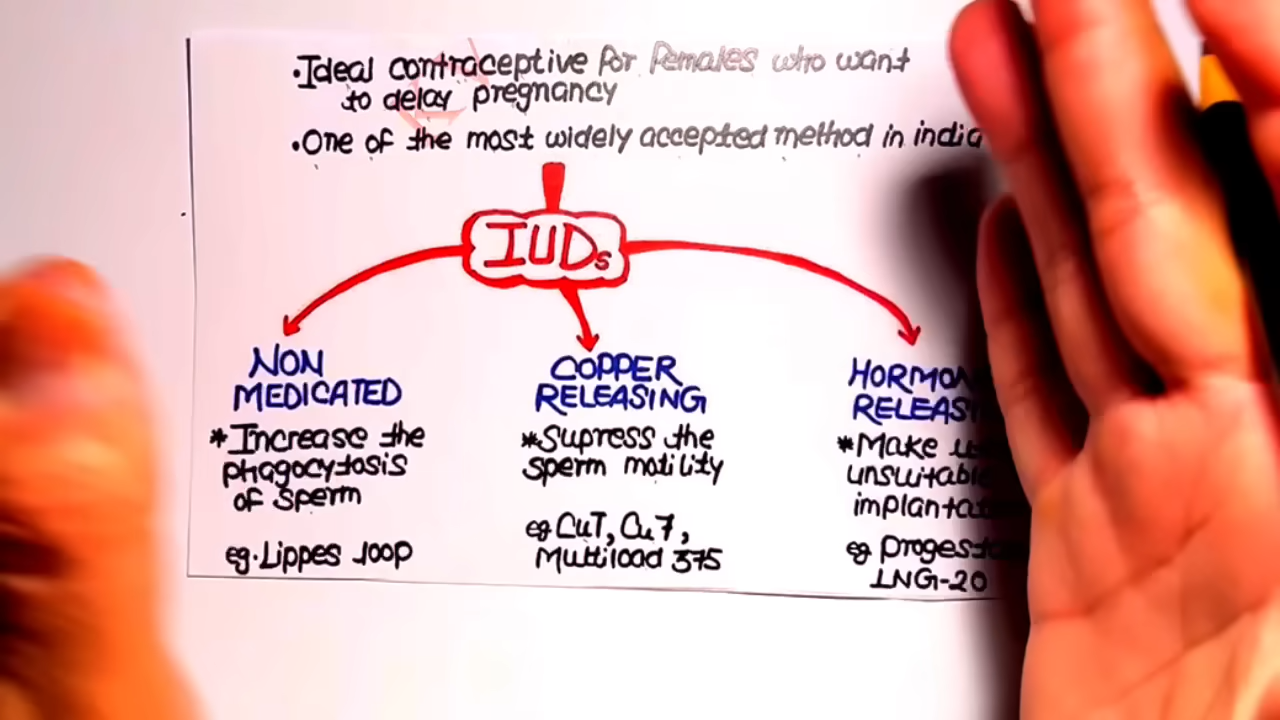 •Ideal contraceptive for females who want
to delay pregnancy
•One of the most widely accepted method in india
IUDs
NON
MEDICATED
*Increase the
phagocytosis
of sperm
eg.Lippes loop
COPPER
RELEASING
*Supress the
sperm motility
eg CuT, Cu7,
Multiload 375
*Make
eg
LNG-20